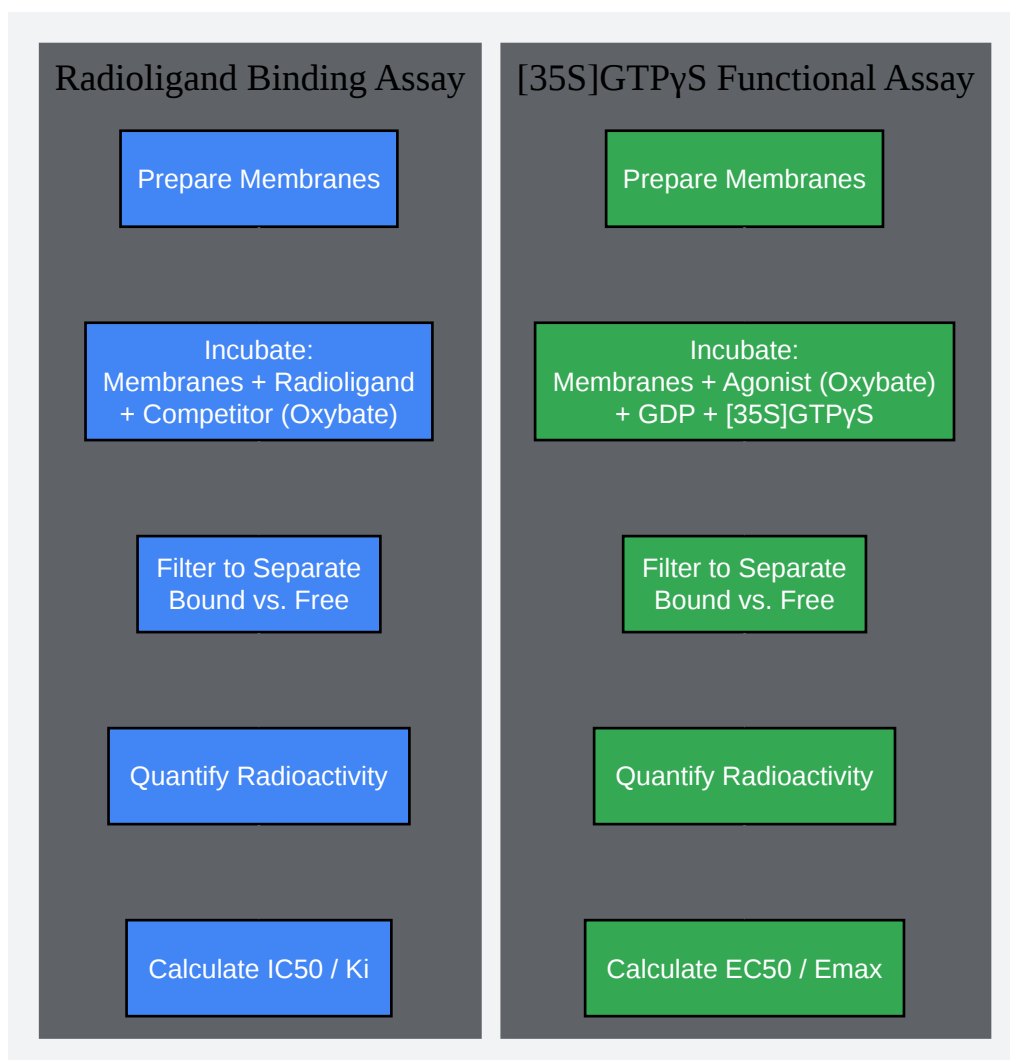 Radioligand Binding Assay
Prepare Membranes
Incubate:
Membranes + Radioligand
+ Competitor (Oxybate)
Filter to Separate
Bound vs. Free
Quantify Radioactivity
Calculate IC50 / Ki
[35S]GTPγS Functional Assay
Prepare Membranes
Incubate:
Membranes + Agonist (Oxybate)
+ GDP + [35S]GTPγS
Filter to Separate
Bound vs. Free
Quantify Radioactivity
Calculate EC50 / Emax